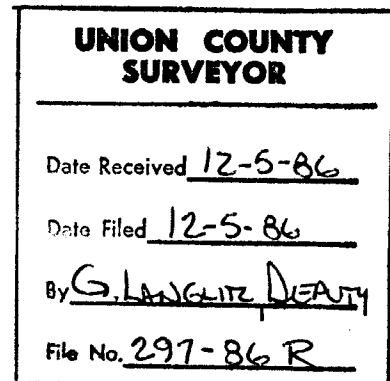 UNION COUNTY
SURVEYOR
Date Received 12-5-86
Date Filed 12-5-86
By G. LANGLITZ DEPUTY
File No. 297-86 R